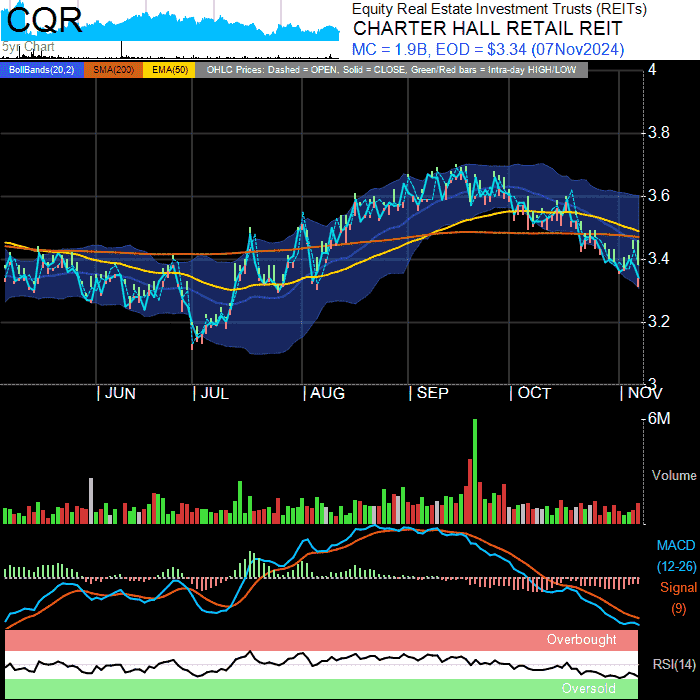 CQR
5yr Chart
Equity Real Estate Investment Trusts (REITs)
CHARTER HALL RETAIL REIT
MC = 1.9B, EOD = $3.34 (07Nov2024)
BollBands(20,2) SMA(200) EMA(50) OHLC Prices: Dashed = OPEN, Solid = CLOSE, Green/Red bars = Intra-day HIGH/LOW
4
3.8
3.6
3.4
3.2
3
JUN JUL AUG SEP OCT NOV
6M
Volume
MACD
(12-26)
Signal
(9)
Overbought
RSI(14)
Oversold